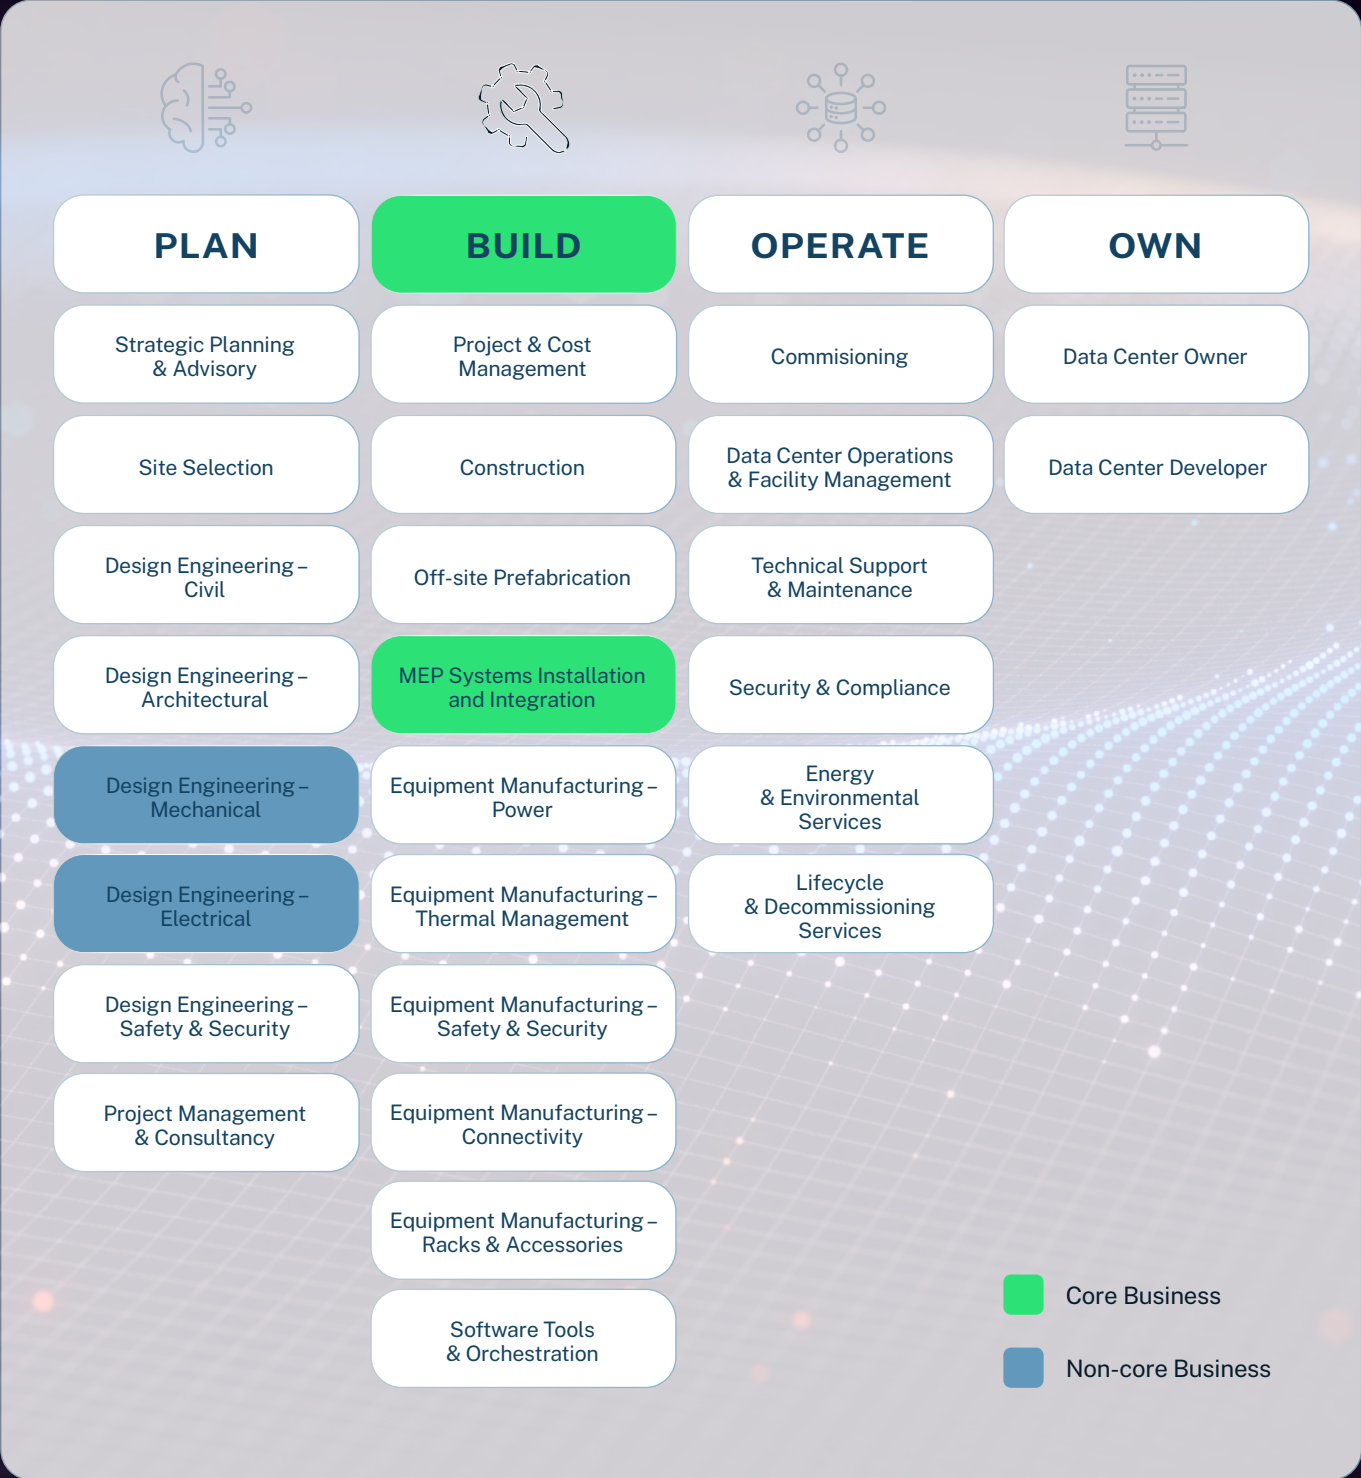 PLAN
Strategic Planning
& Advisory
Site Selection
Design Engineering –
Civil
Design Engineering –
Architectural
Design Engineering –
Mechanical
Design Engineering –
Electrical
Design Engineering –
Safety & Security
Project Management
& Consultancy
BUILD
Project & Cost
Management
Construction
Off-site Prefabrication
MEP Systems Installation
and Integration
Equipment Manufacturing –
Power
Equipment Manufacturing –
Thermal Management
Equipment Manufacturing –
Safety & Security
Equipment Manufacturing –
Connectivity
Equipment Manufacturing –
Racks & Accessories
Software Tools
& Orchestration
OPERATE
Commisioning
Data Center Operations
& Facility Management
Technical Support
& Maintenance
Security & Compliance
Energy
& Environmental
Services
Lifecycle
& Decommissioning
Services
OWN
Data Center Owner
Data Center Developer
Core Business
Non-core Business